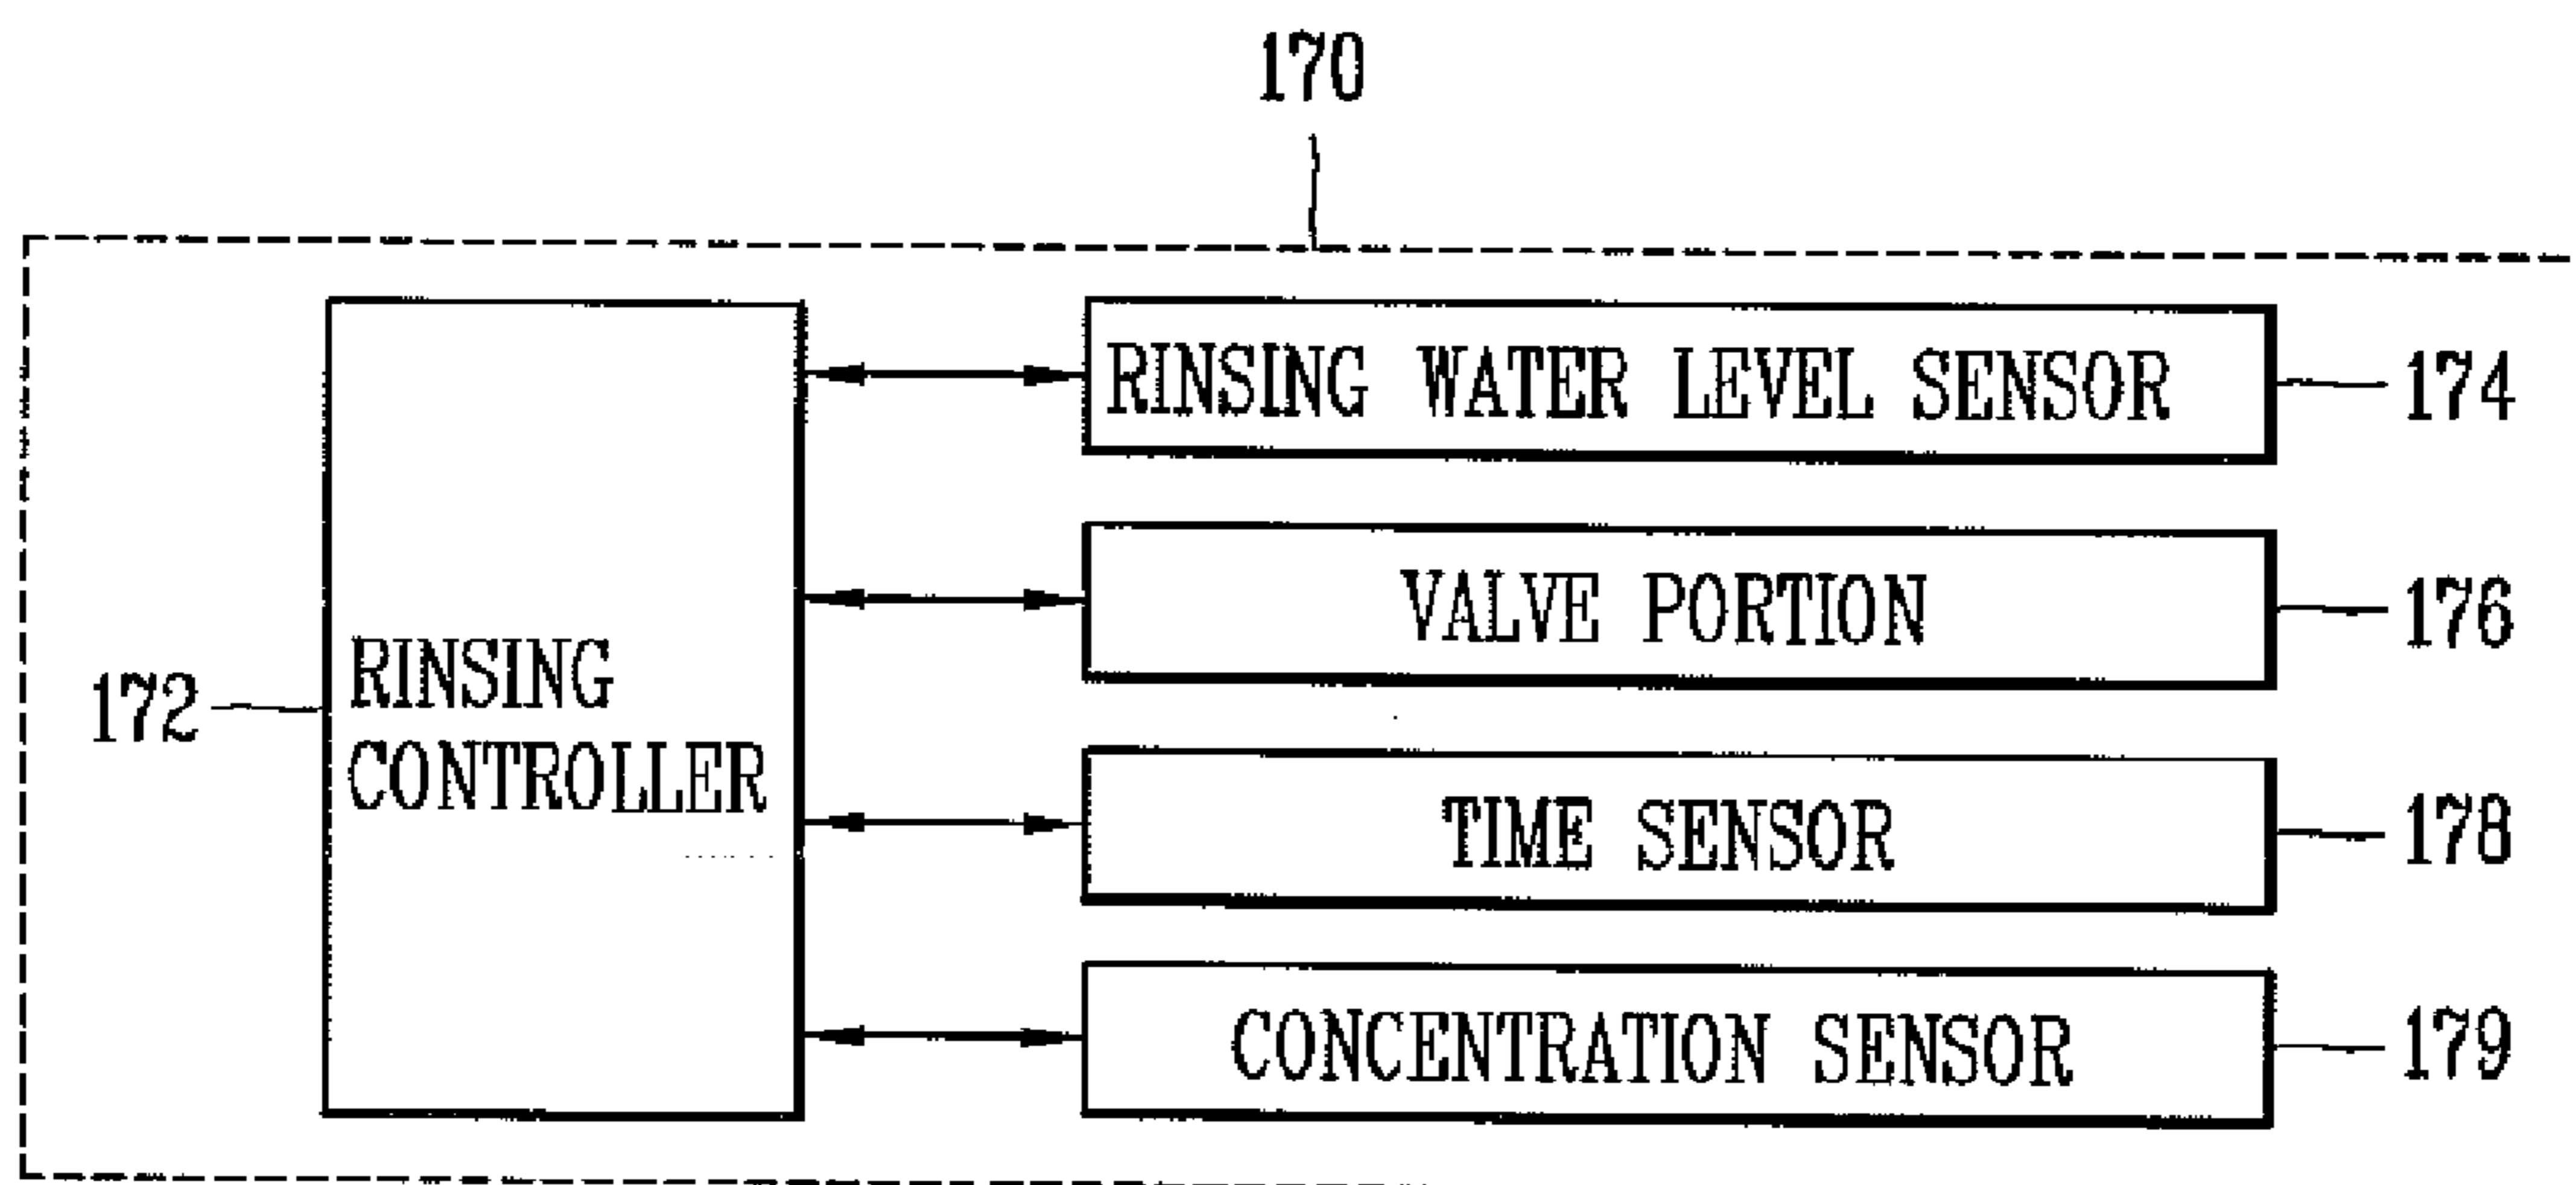 170
RINSING WATER LEVEL SENSOR
174
VALVE PORTION
176
172
RINSING
CONTROLLER
TIME SENSOR
178
CONCENTRATION SENSOR
179